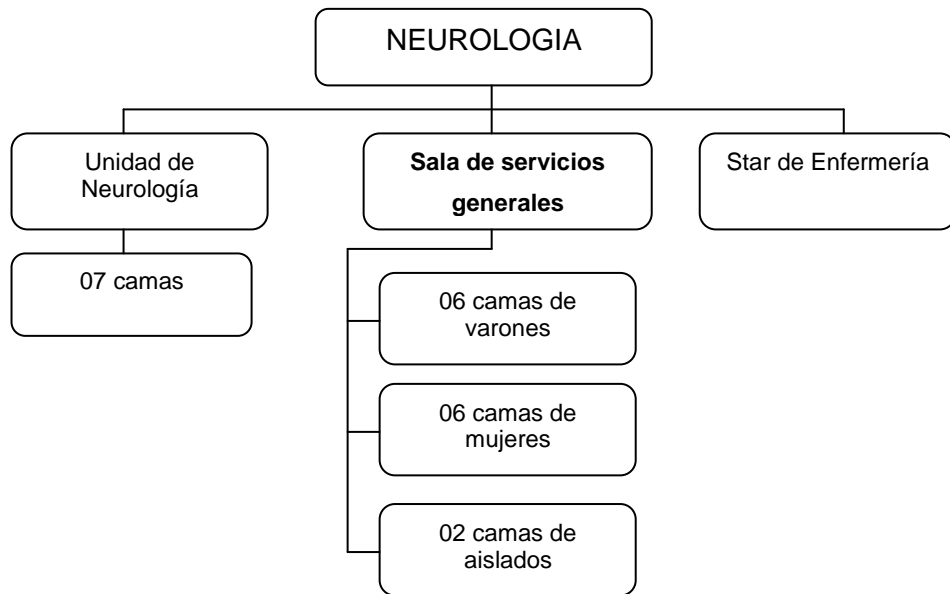 NEUROLOGIA
Unidad de
Neurología
Sala de servicios
generales
Star de Enfermería
07 camas
06 camas de
varones
06 camas de
mujeres
02 camas de
aislados